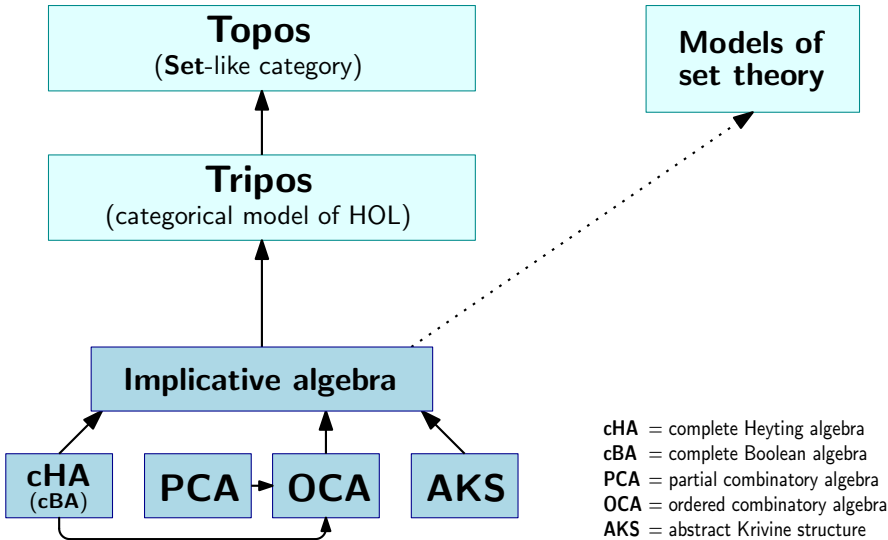 Topos
(Set-like category)
Models of
set theory
Tripos
(categorical model of HOL)
Implicative algebra
cHA
(cBA)
PCA
OCA
AKS
cHA = complete Heyting algebra
cBA = complete Boolean algebra
PCA = partial combinatory algebra
OCA = ordered combinatory algebra
AKS = abstract Krivine structure